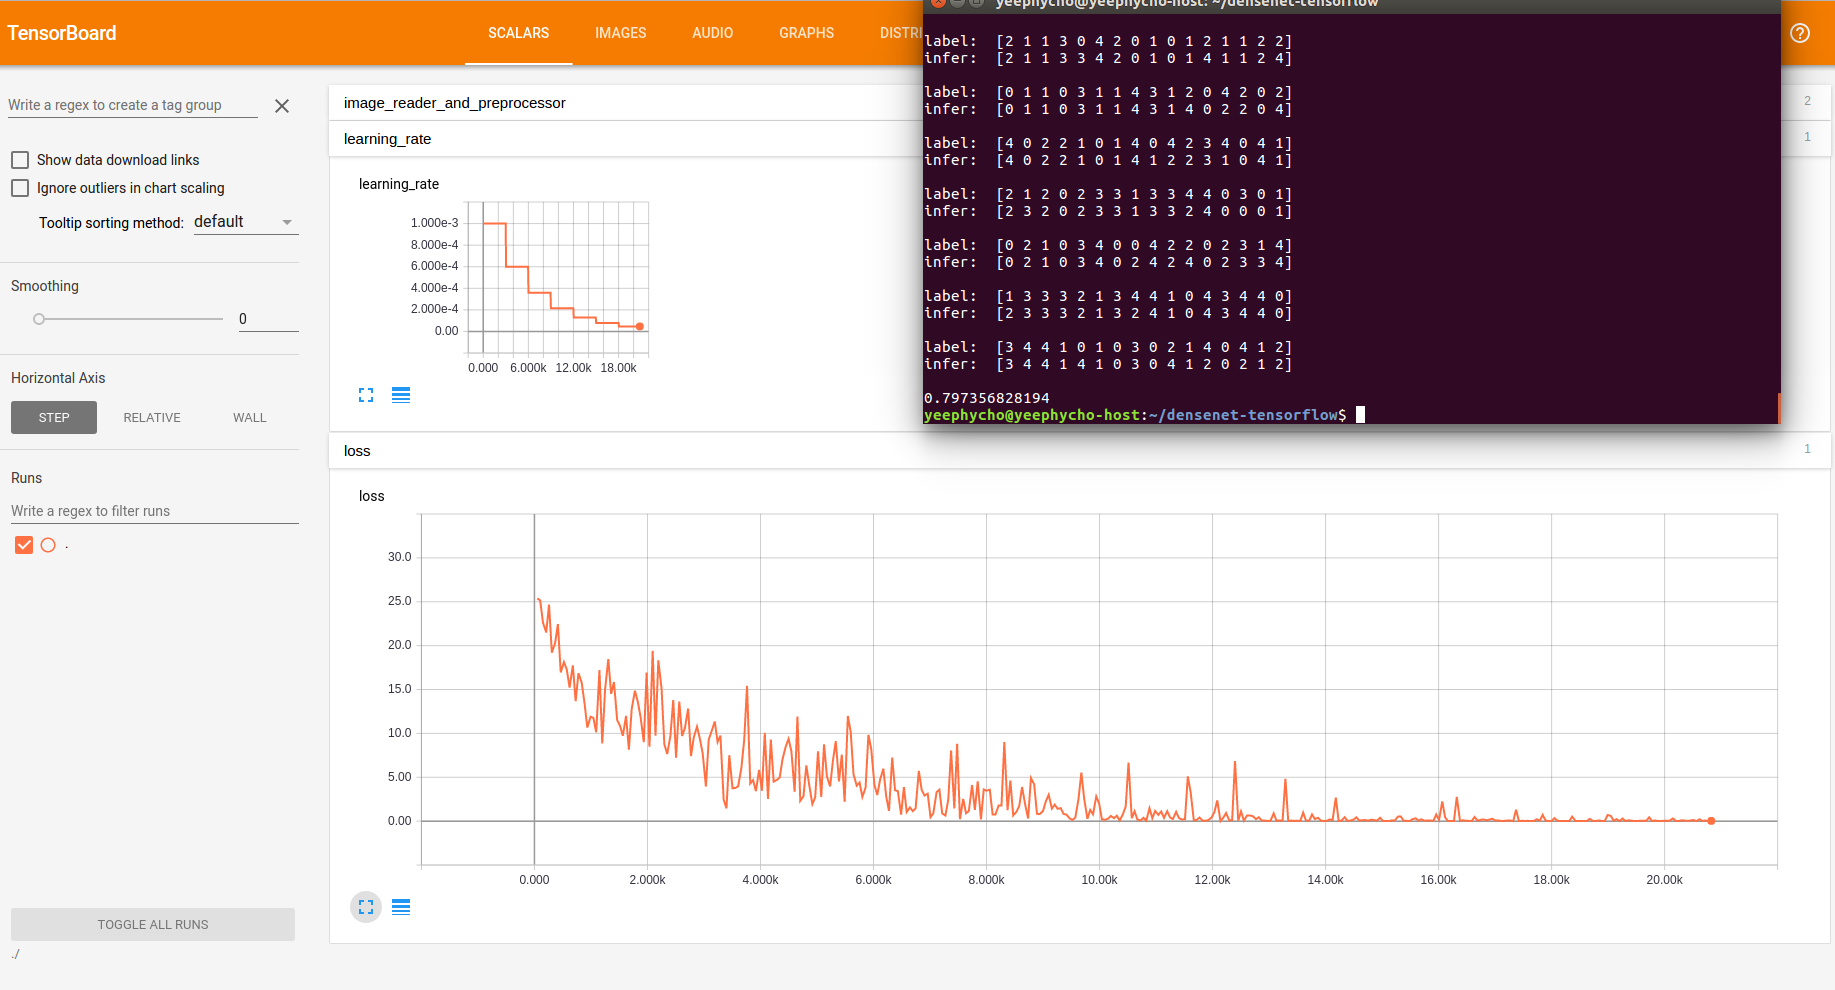 TensorBoard
SCALARS
IMAGES
AUDIO
GRAPHS
DISTRI
Write a regex to create a tag group
Show data download links
Ignore outliers in chart scaling
Tooltip sorting method: default
Smoothing
0
Horizontal Axis
STEP
RELATIVE
WALL
Runs
Write a regex to filter runs
.
TOGGLE ALL RUNS
./
image_reader_and_preprocessor
2
learning_rate
1
learning_rate
1.000e-3
8.000e-4
6.000e-4
4.000e-4
2.000e-4
0.00
0.000 6.000k 12.00k 18.00k
yeephycho@yeephycho-host: ~/densenet-tensorflow
label: [2 1 1 3 0 4 2 0 1 0 1 2 1 1 2 2]
infer: [2 1 1 3 3 4 2 0 1 0 1 4 1 1 2 4]
label: [0 1 1 0 3 1 1 4 3 1 2 0 4 2 0 2]
infer: [0 1 1 0 3 1 1 4 3 1 4 0 2 2 0 4]
label: [4 0 2 2 1 0 1 4 0 4 2 3 4 0 4 1]
infer: [4 0 2 2 1 0 1 4 1 2 2 3 1 0 4 1]
label: [2 1 2 0 2 3 3 1 3 3 4 4 0 3 0 1]
infer: [2 3 2 0 2 3 3 1 3 3 2 4 0 0 0 1]
label: [0 2 1 0 3 4 0 0 4 2 2 0 2 3 1 4]
infer: [0 2 1 0 3 4 0 2 4 2 4 0 2 3 3 4]
label: [1 3 3 3 2 1 3 4 4 1 0 4 3 4 4 0]
infer: [2 3 3 3 2 1 3 2 4 1 0 4 3 4 4 0]
label: [3 4 4 1 0 1 0 3 0 2 1 4 0 4 1 2]
infer: [3 4 4 1 4 1 0 3 0 4 1 2 0 2 1 2]
0.797356828194
yeephycho@yeephycho-host:~/densenet-tensorflow$
loss
1
loss
30.0
25.0
20.0
15.0
10.0
5.00
0.00
0.000 2.000k 4.000k 6.000k 8.000k 10.00k 12.00k 14.00k 16.00k 18.00k 20.00k